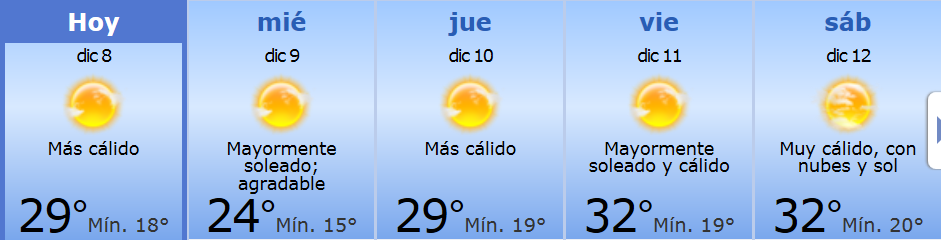 Hoy
dic 8
Más cálido
29° Mín. 18°
mié
dic 9
Mayormente
soleado;
agradable
24° Mín. 15°
jue
dic 10
Más cálido
29° Mín. 19°
vie
dic 11
Mayormente
soleado y cálido
32° Mín. 19°
sáb
dic 12
Muy cálido, con
nubes y sol
32° Mín. 20°